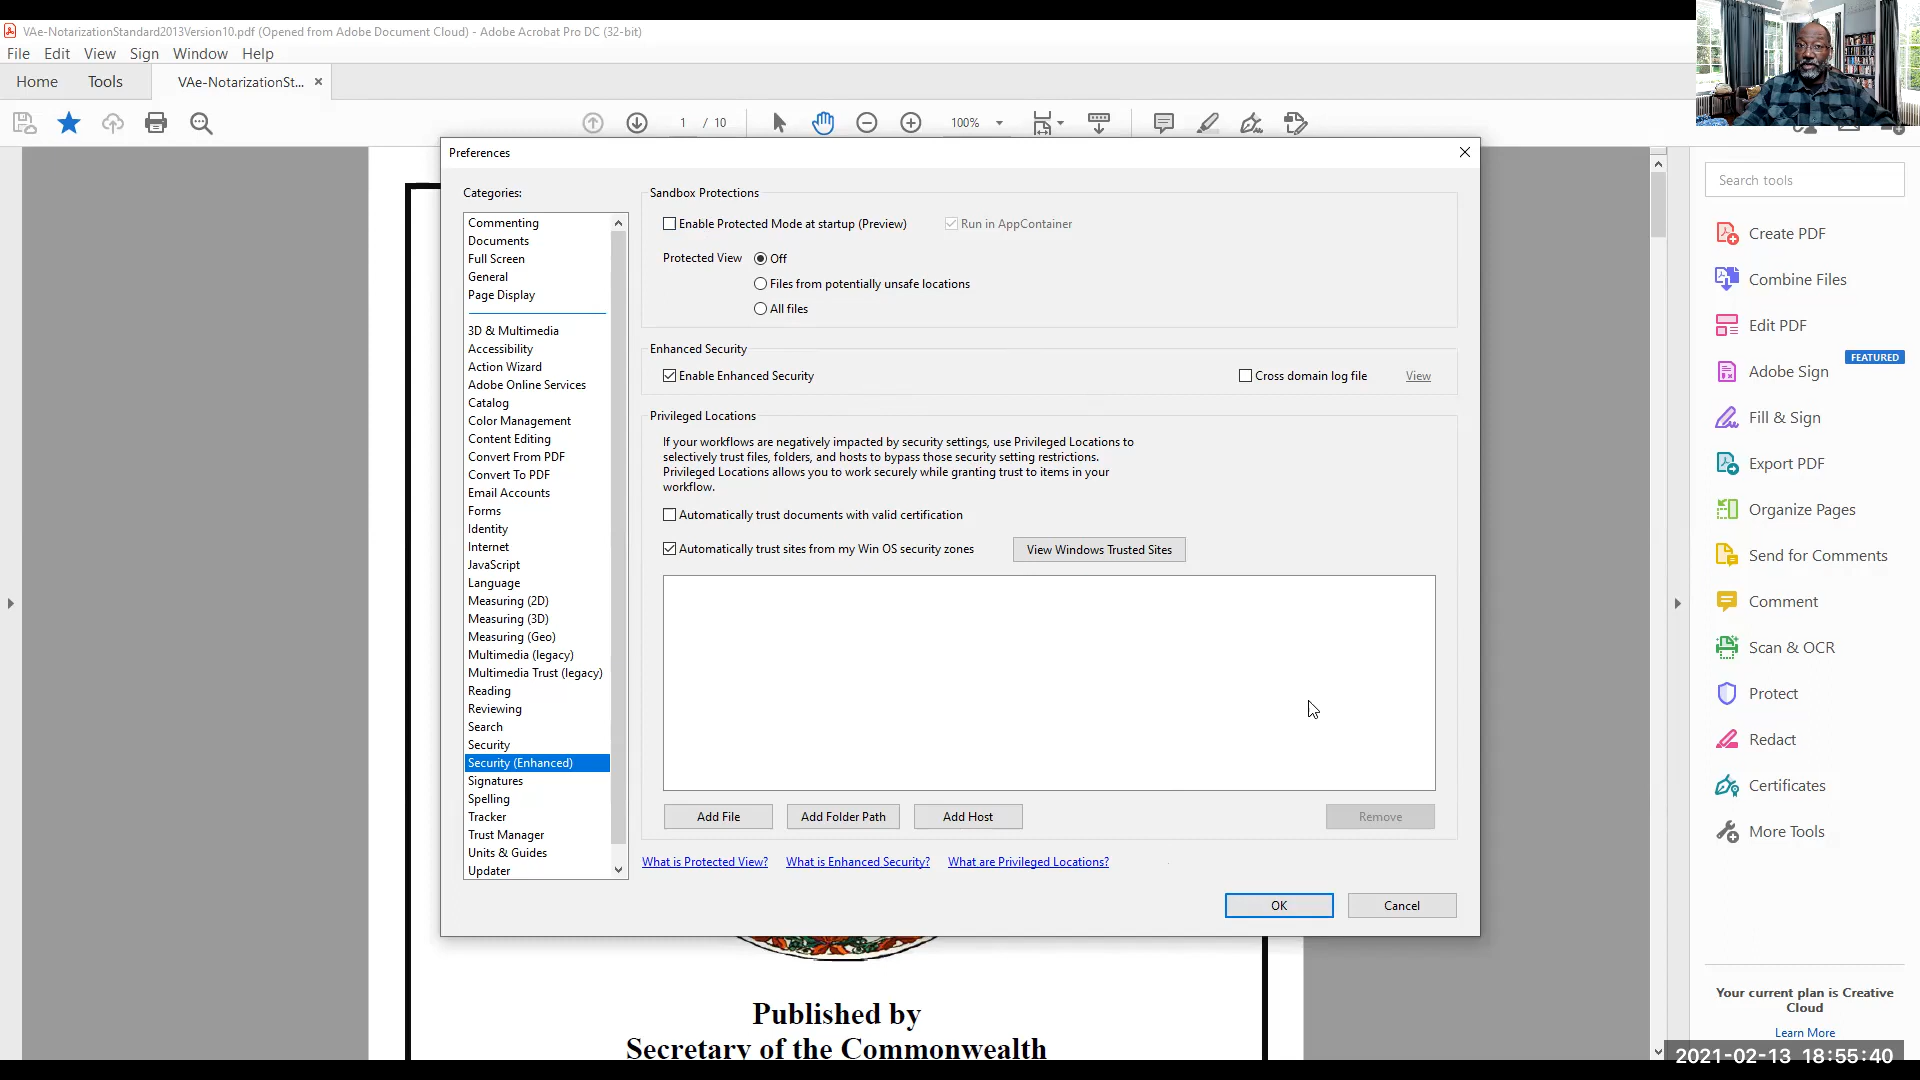 VAe-NotarizationStandard2013Version10.pdf (Opened from Adobe Document Cloud) - Adobe Acrobat Pro DC (32-bit)
File Edit View Sign Window Help
Home Tools VAe-NotarizationSt... ×
1 / 10 100%
Preferences
Categories:
Commenting
Documents
Full Screen
General
Page Display
3D & Multimedia
Accessibility
Action Wizard
Adobe Online Services
Catalog
Color Management
Content Editing
Convert From PDF
Convert To PDF
Email Accounts
Forms
Identity
Internet
JavaScript
Language
Measuring (2D)
Measuring (3D)
Measuring (Geo)
Multimedia (legacy)
Multimedia Trust (legacy)
Reading
Reviewing
Search
Security
Security (Enhanced)
Signatures
Spelling
Tracker
Trust Manager
Units & Guides
Updater
Sandbox Protections
Enable Protected Mode at startup (Preview) Run in AppContainer
Protected View Off
Files from potentially unsafe locations
All files
Enhanced Security
Enable Enhanced Security Cross domain log file View
Privileged Locations
If your workflows are negatively impacted by security settings, use Privileged Locations to
selectively trust files, folders, and hosts to bypass those security setting restrictions.
Privileged Locations allows you to work securely while granting trust to items in your
workflow.
Automatically trust documents with valid certification
Automatically trust sites from my Win OS security zones View Windows Trusted Sites
Add File Add Folder Path Add Host Remove
What is Protected View? What is Enhanced Security? What are Privileged Locations?
OK Cancel
Published by
Secretary of the Commonwealth
Search tools
Create PDF
Combine Files
Edit PDF
FEATURED
Adobe Sign
Fill & Sign
Export PDF
Organize Pages
Send for Comments
Comment
Scan & OCR
Protect
Redact
Certificates
More Tools
Your current plan is Creative
Cloud
Learn More
2021-02-13 18:55:40